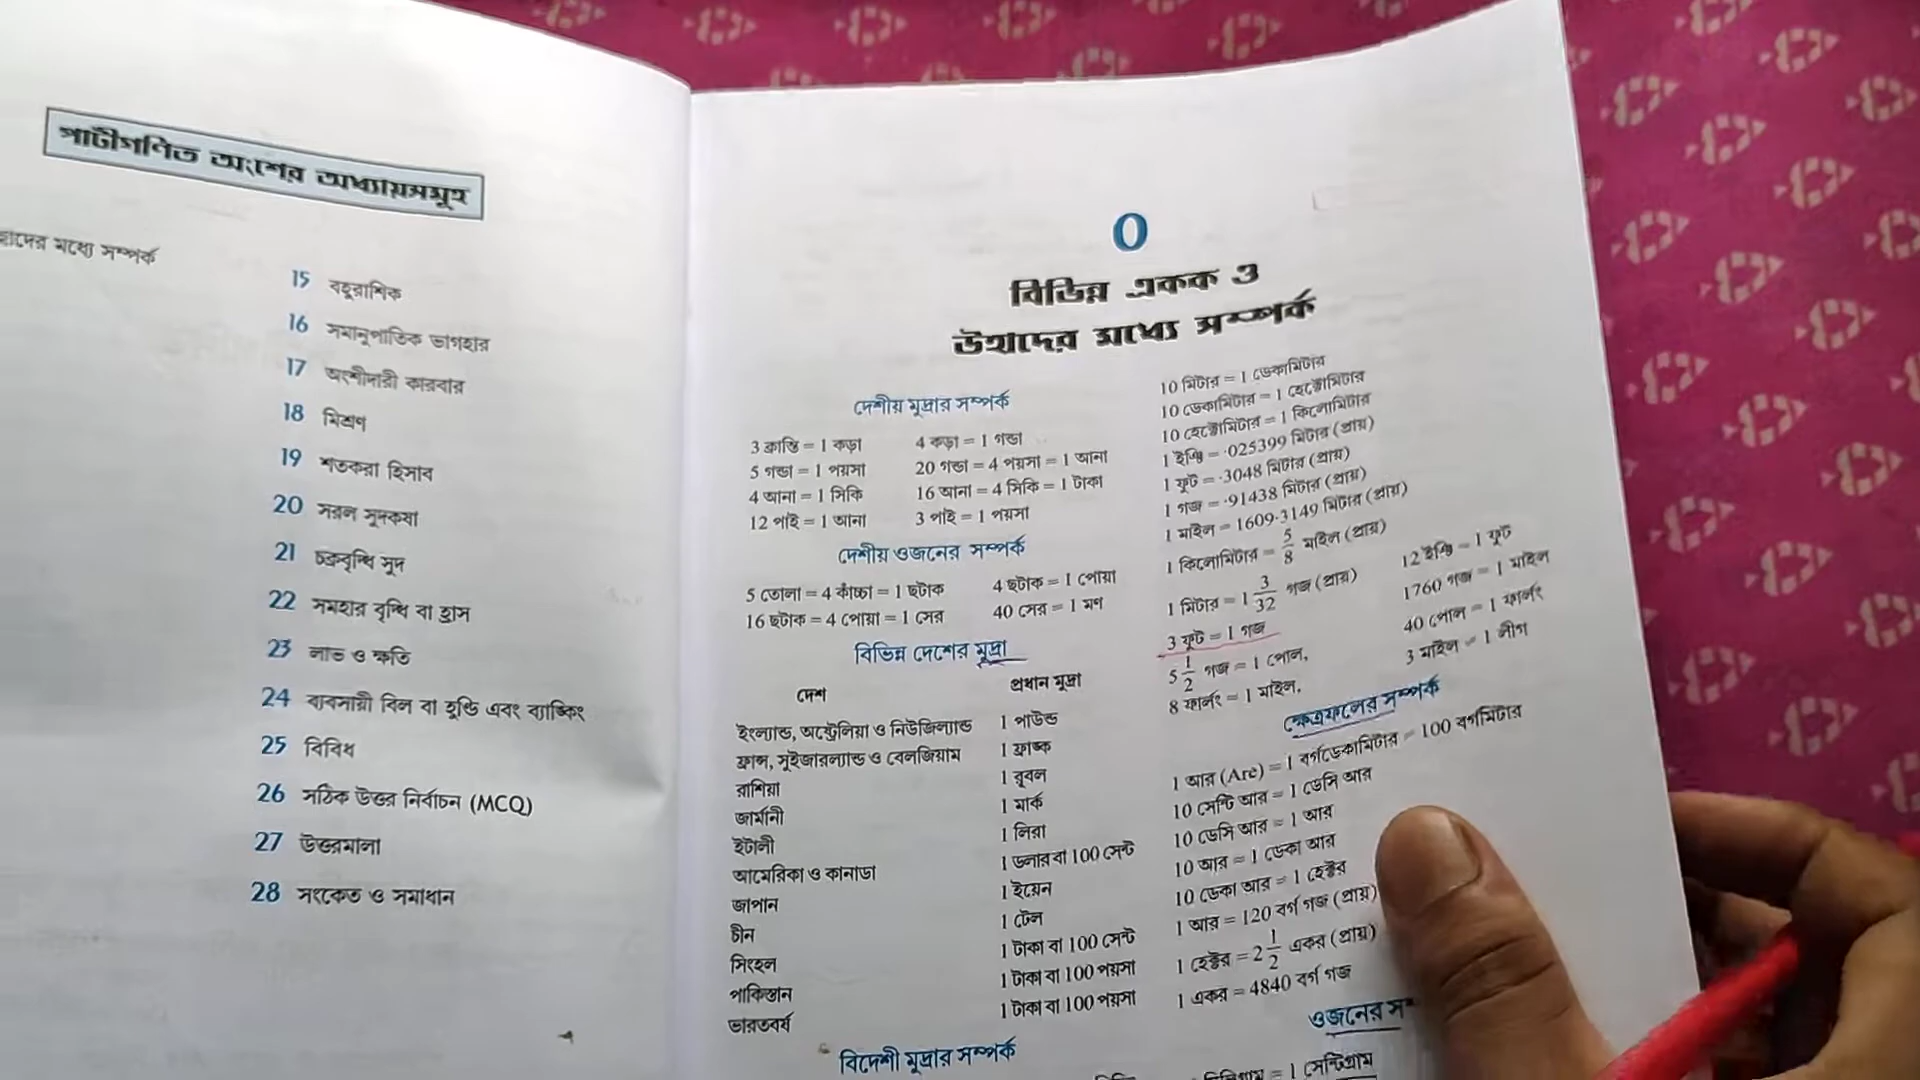 পাটীগণিত অংশের অধ্যায়সমূহ
মধ্যে সম্পর্ক
15 বহুরাশিক
16 সমানুপাতিক ভাগহার
17 অংশীদারী কারবার
18 মিশ্রণ
19 শতকরা হিসাব
20 সরল সুদকষা
21 চক্রবৃদ্ধি সুদ
22 সমহার বৃদ্ধি বা হ্রাস
23 লাভ ও ক্ষতি
24 ব্যবসায়ী বিল বা হুণ্ডি এবং ব্যাঙ্কিং
25 বিবিধ
26 সঠিক উত্তর নির্বাচন (MCQ)
27 উত্তরমালা
28 সংকেত ও সমাধান
0
বিভিন্ন একক ও
উহাদের মধ্যে সম্পর্ক
দেশীয় মুদ্রার সম্পর্ক
3 ক্রান্তি = 1 কড়া 4 কড়া = 1 গন্ডা
5 গন্ডা = 1 পয়সা 20 গন্ডা = 4 পয়সা = 1 আনা
4 আনা = 1 সিকি 16 আনা = 4 সিকি = 1 টাকা
12 পাই = 1 আনা 3 পাই = 1 পয়সা
দেশীয় ওজনের সম্পর্ক
5 তোলা = 4 কাঁচ্চা = 1 ছটাক 4 ছটাক = 1 পোয়া
16 ছটাক = 4 পোয়া = 1 সের 40 সের = 1 মণ
বিভিন্ন দেশের মুদ্রা
দেশ প্রধান মুদ্রা
ইংল্যান্ড, অস্ট্রেলিয়া ও নিউজিল্যান্ড 1 পাউন্ড
ফ্রান্স, সুইজারল্যান্ড ও বেলজিয়াম 1 ফ্রাঙ্ক
রাশিয়া 1 রুবল
জার্মানী 1 মার্ক
ইটালী 1 লিরা
আমেরিকা ও কানাডা 1 ডলার বা 100 সেন্ট
জাপান 1 ইয়েন
চীন 1 টেল
সিংহল 1 টাকা বা 100 সেন্ট
পাকিস্তান 1 টাকা বা 100 পয়সা
ভারতবর্ষ 1 টাকা বা 100 পয়সা
বিদেশী মুদ্রার সম্পর্ক
10 মিটার = 1 ডেকামিটার
10 ডেকামিটার = 1 হেক্টোমিটার
10 হেক্টোমিটার = 1 কিলোমিটার
1 ইঞ্চি = ·025399 মিটার (প্রায়)
1 ফুট = ·3048 মিটার (প্রায়)
1 গজ = ·91438 মিটার (প্রায়)
1 মাইল = 1609·3149 মিটার (প্রায়)
1 কিলোমিটার = 5/8 মাইল (প্রায়)
1 মিটার = 1 3/32 গজ (প্রায়) 12 ইঞ্চি = 1 ফুট
3 ফুট = 1 গজ 1760 গজ = 1 মাইল
5 1/2 গজ = 1 পোল, 40 পোল = 1 ফার্লং
8 ফার্লং = 1 মাইল, 3 মাইল = 1 লীগ
ক্ষেত্রফলের সম্পর্ক
1 আর (Are) = 1 বর্গডেকামিটার = 100 বর্গমিটার
10 সেন্টি আর = 1 ডেসি আর
10 ডেসি আর = 1 আর
10 আর = 1 ডেকা আর
10 ডেকা আর = 1 হেক্টর
1 আর = 120 বর্গ গজ (প্রায়)
1 হেক্টর = 2 1/2 একর (প্রায়)
1 একর = 4840 বর্গ গজ
ওজনের
= 1 সেন্টিগ্রাম